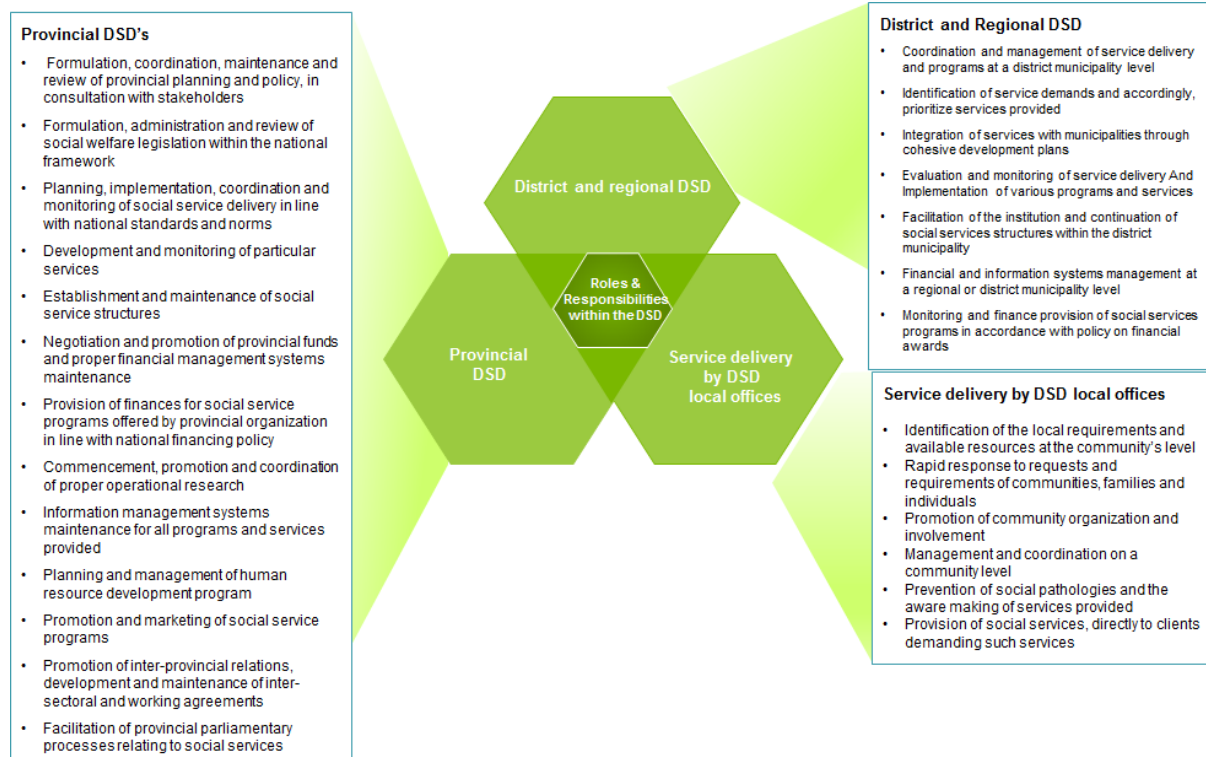 Provincial DSD's
• Formulation, coordination, maintenance and
review of provincial planning and policy, in
consultation with stakeholders
• Formulation, administration and review of
social welfare legislation within the national
framework
• Planning, implementation, coordination and
monitoring of social service delivery in line
with national standards and norms
• Development and monitoring of particular
services
• Establishment and maintenance of social
service structures
• Negotiation and promotion of provincial funds
and proper financial management systems
maintenance
• Provision of finances for social service
programs offered by provincial organization
in line with national financing policy
• Commencement, promotion and coordination
of proper operational research
• Information management systems
maintenance for all programs and services
provided
• Planning and management of human
resource development program
• Promotion and marketing of social service
programs
• Promotion of inter-provincial relations,
development and maintenance of inter-
sectoral and working agreements
• Facilitation of provincial parliamentary
processes relating to social services
District and regional DSD
Roles &
Responsibilities
within the DSD
Provincial
DSD
Service delivery
by DSD
local offices
District and Regional DSD
• Coordination and management of service delivery
and programs at a district municipality level
• Identification of service demands and accordingly,
prioritize services provided
• Integration of services with municipalities through
cohesive development plans
• Evaluation and monitoring of service delivery And
Implementation of various programs and services
• Facilitation of the institution and continuation of
social services structures within the district
municipality
• Financial and information systems management at
a regional or district municipality level
• Monitoring and finance provision of social services
programs in accordance with policy on financial
awards
Service delivery by DSD local offices
• Identification of the local requirements and
available resources at the community's level
• Rapid response to requests and
requirements of communities, families and
individuals
• Promotion of community organization and
involvement
• Management and coordination on a
community level
• Prevention of social pathologies and the
aware making of services provided
• Provision of social services, directly to clients
demanding such services